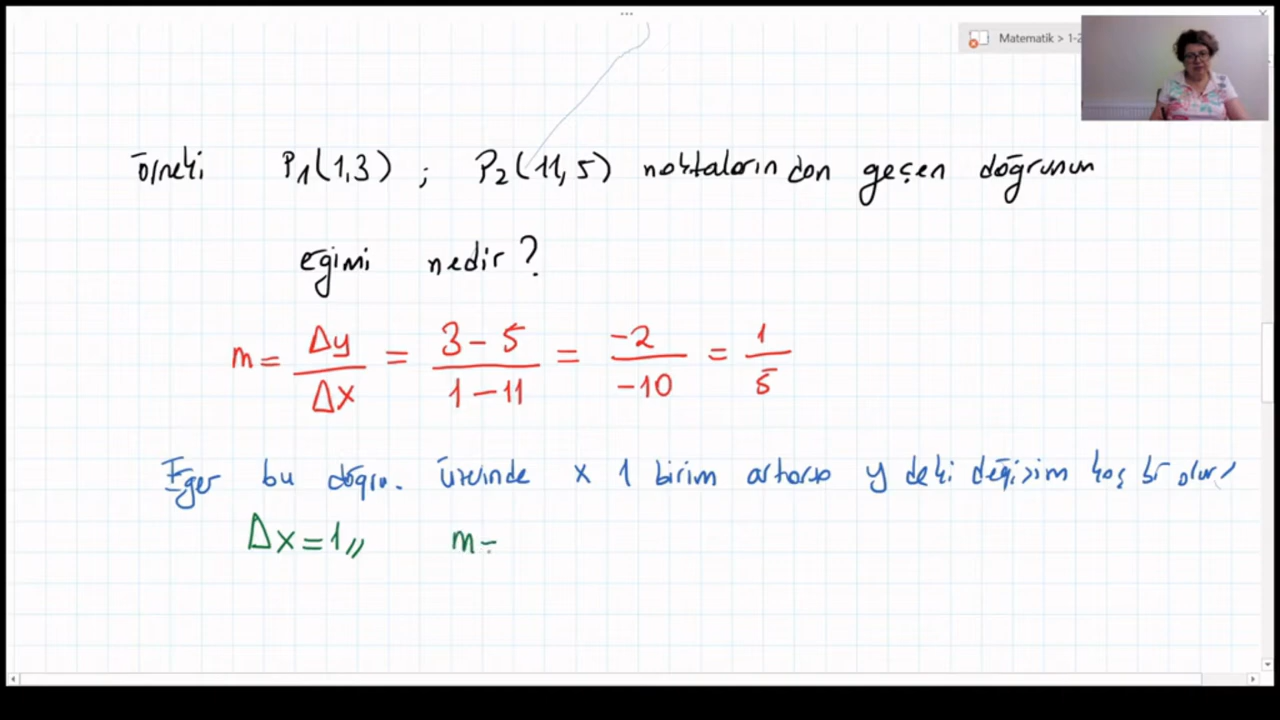 Matematik > 1-2
örnek: P₁(1,3) ; P₂(11,5) noktalarından geçen doğrunun
eğimi nedir?
m = Δy/Δx = (3-5)/(1-11) = -2/-10 = 1/5
Eğer bu doğru. üzerinde x 1 birim artarsa y deki değişim kaç br olur?
Δx = 1,, m=